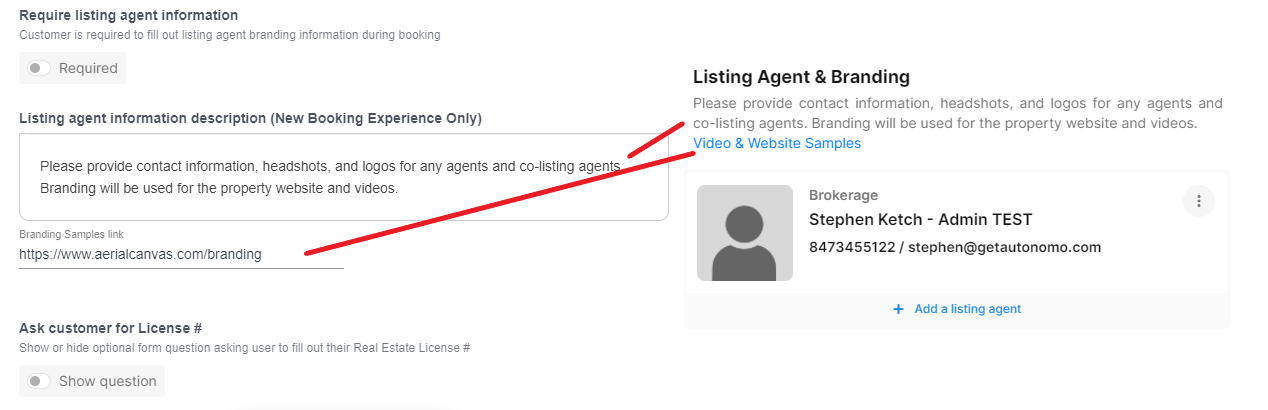 Require listing agent information
Customer is required to fill out listing agent branding information during booking
Required
Listing agent information description (New Booking Experience Only)
Please provide contact information, headshots, and logos for any agents and co-listing agents.
Branding will be used for the property website and videos.
Branding Samples link
https://www.aerialcanvas.com/branding
Ask customer for License #
Show or hide optional form question asking user to fill out their Real Estate License #
Show question
Listing Agent & Branding
Please provide contact information, headshots, and logos for any agents and
co-listing agents. Branding will be used for the property website and videos.
Video & Website Samples
Brokerage
Stephen Ketch - Admin TEST
8473455122 / stephen@getautonomo.com
+ Add a listing agent